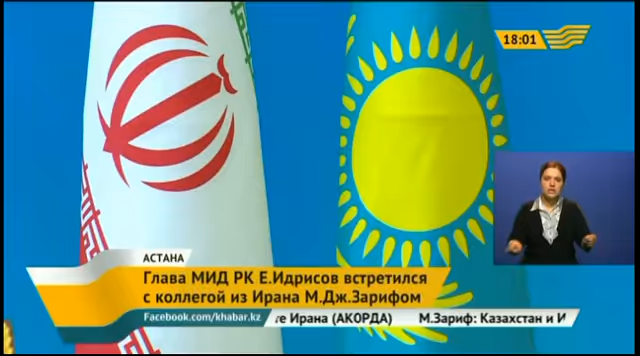 18:01
АСТАНА
Глава МИД РК Е.Идрисов встретился
с коллегой из Ирана М.Дж.Зарифом
Facebook.com/khabar.kz
Ирана (АКОРДА) М.Зариф: Казахстан и И